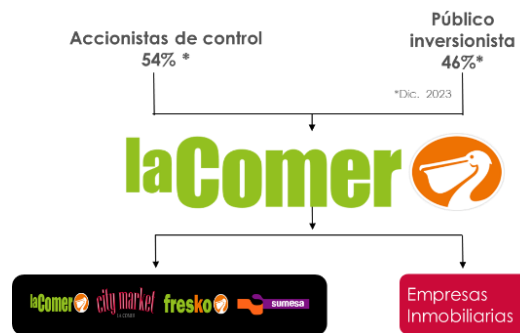 Accionistas de control
54% *
Público
inversionista
46%*
*Dic. 2023
laComer
laComer city market fresko sumesa
LA COMER
Empresas
Inmobiliarias